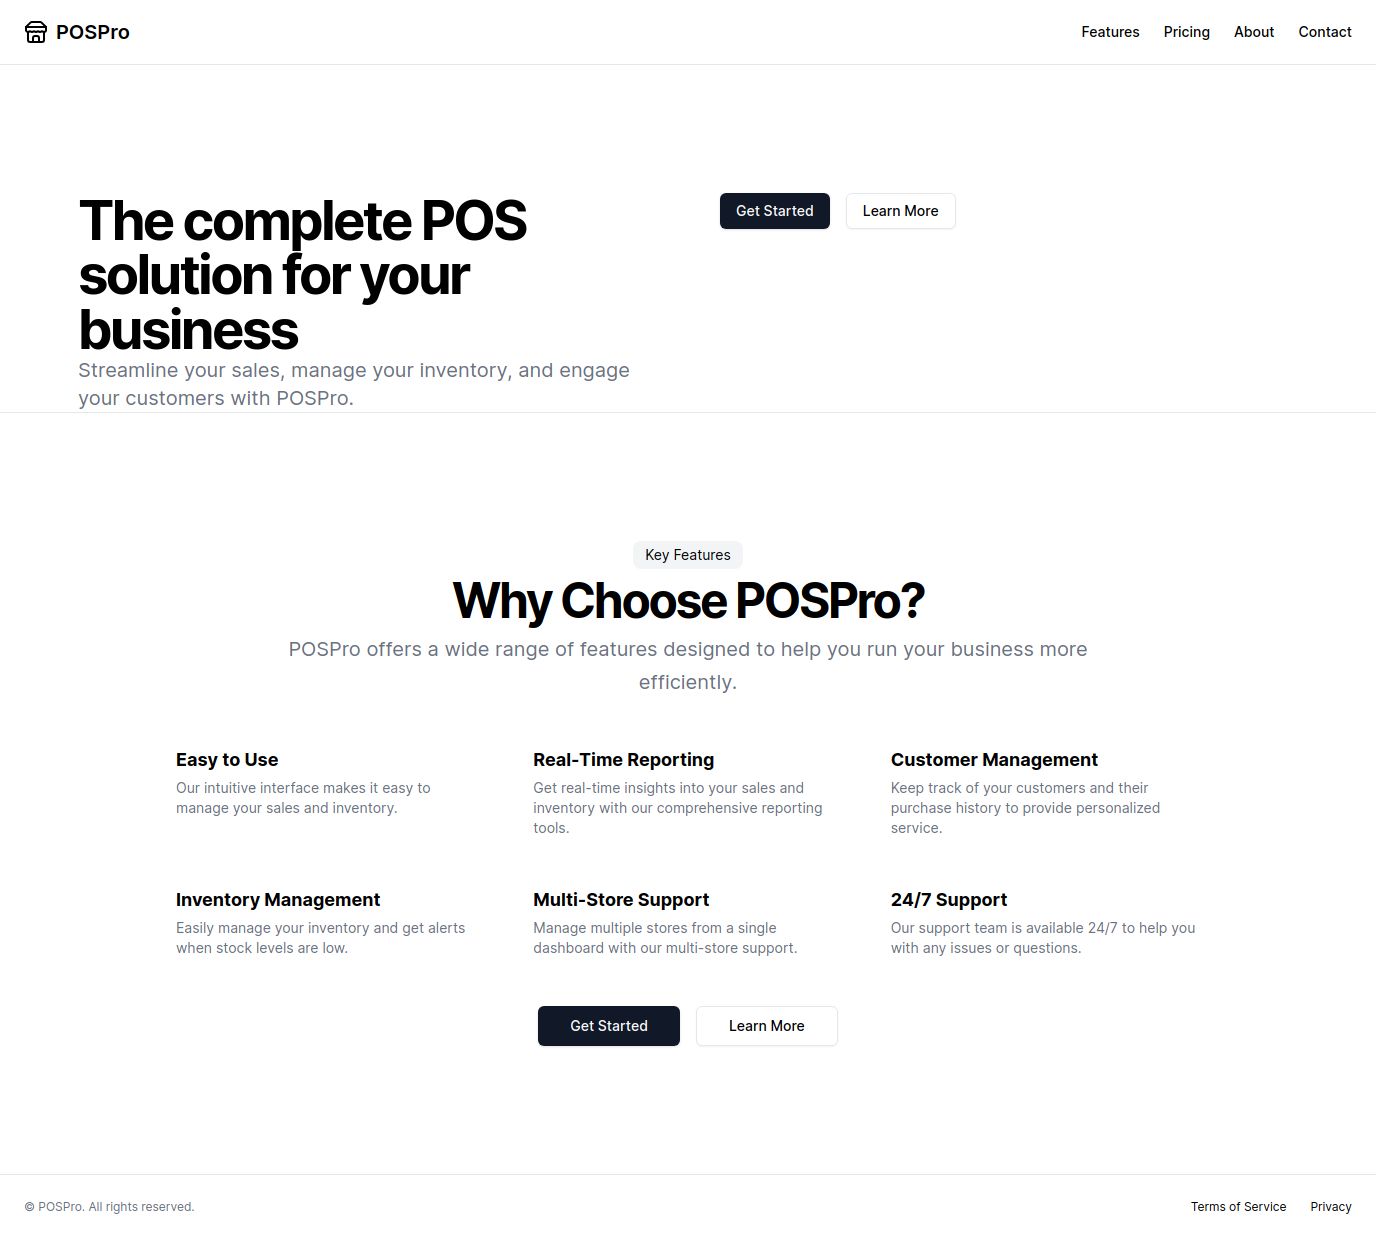 POSPro
Features
Pricing
About
Contact
The complete POS
solution for your
business
Streamline your sales, manage your inventory, and engage
your customers with POSPro.
Get Started
Learn More
Key Features
Why Choose POSPro?
POSPro offers a wide range of features designed to help you run your business more
efficiently.
Easy to Use
Our intuitive interface makes it easy to
manage your sales and inventory.
Real-Time Reporting
Get real-time insights into your sales and
inventory with our comprehensive reporting
tools.
Customer Management
Keep track of your customers and their
purchase history to provide personalized
service.
Inventory Management
Easily manage your inventory and get alerts
when stock levels are low.
Multi-Store Support
Manage multiple stores from a single
dashboard with our multi-store support.
24/7 Support
Our support team is available 24/7 to help you
with any issues or questions.
Get Started
Learn More
© POSPro. All rights reserved.
Terms of Service
Privacy